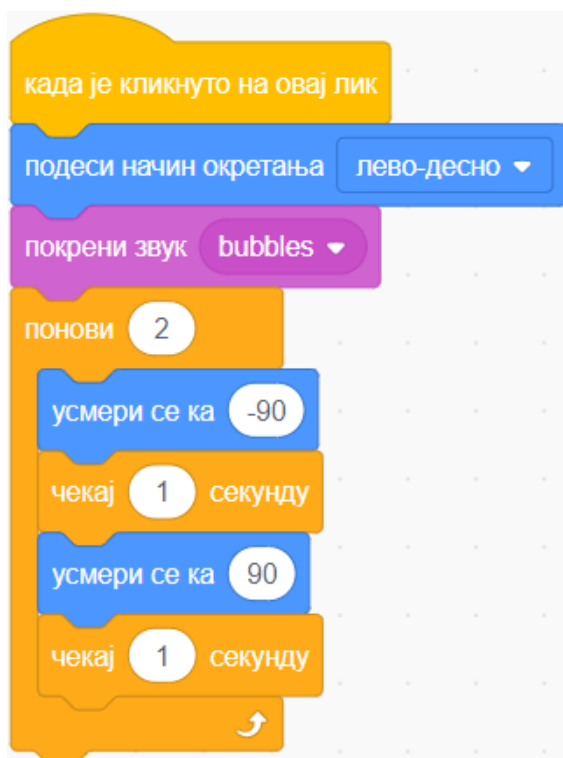 када је кликнуто на овај лик
подеси начин окретања лево-десно
покрени звук bubbles
понови 2
усмери се ка -90
чекај 1 секунду
усмери се ка 90
чекај 1 секунду